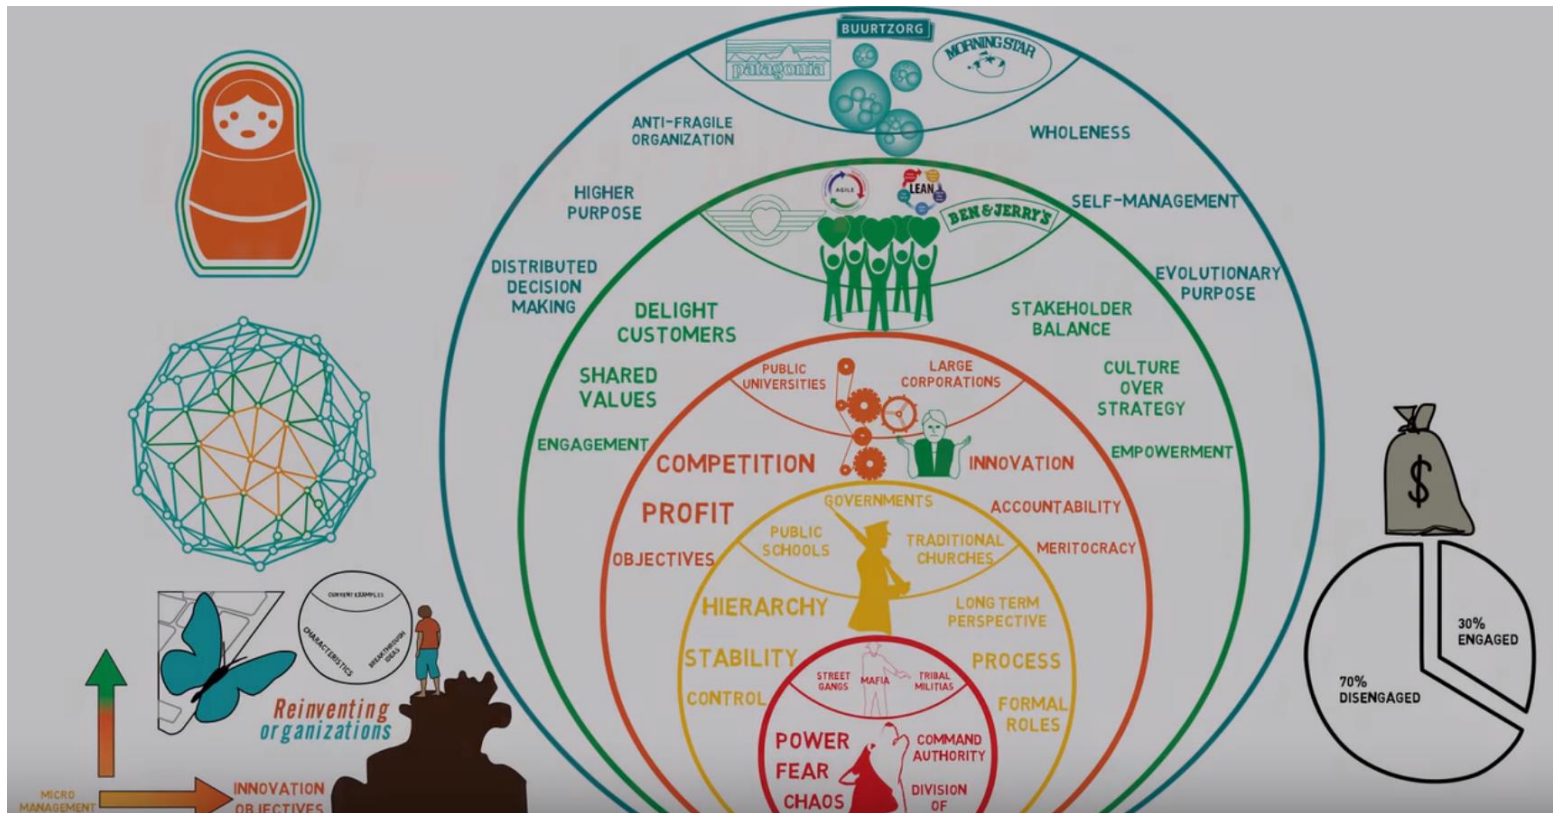 BUURTZORG
patagonia
MORNING STAR
ANTI-FRAGILE
ORGANIZATION
WHOLENESS
HIGHER
PURPOSE
SELF-MANAGEMENT
DISTRIBUTED
DECISION
MAKING
EVOLUTIONARY
PURPOSE
AGILE
LEAN
BEN & JERRY'S
DELIGHT
CUSTOMERS
STAKEHOLDER
BALANCE
SHARED
VALUES
CULTURE
OVER
STRATEGY
ENGAGEMENT
EMPOWERMENT
PUBLIC
UNIVERSITIES
LARGE
CORPORATIONS
COMPETITION
INNOVATION
PROFIT
ACCOUNTABILITY
OBJECTIVES
MERITOCRACY
GOVERNMENTS
PUBLIC
SCHOOLS
TRADITIONAL
CHURCHES
HIERARCHY
LONG TERM
PERSPECTIVE
STABILITY
PROCESS
CONTROL
FORMAL
ROLES
STREET
GANGS
MAFIA
TRIBAL
MILITIAS
POWER
COMMAND
AUTHORITY
FEAR
CHAOS
DIVISION
OF
CURRENT EXAMPLES
CHARACTERISTICS
BREAKTHROUGH
IDEAS
Reinventing
organizations
MICRO
MANAGEMENT
INNOVATION
OBJECTIVES
$
30%
ENGAGED
70%
DISENGAGED